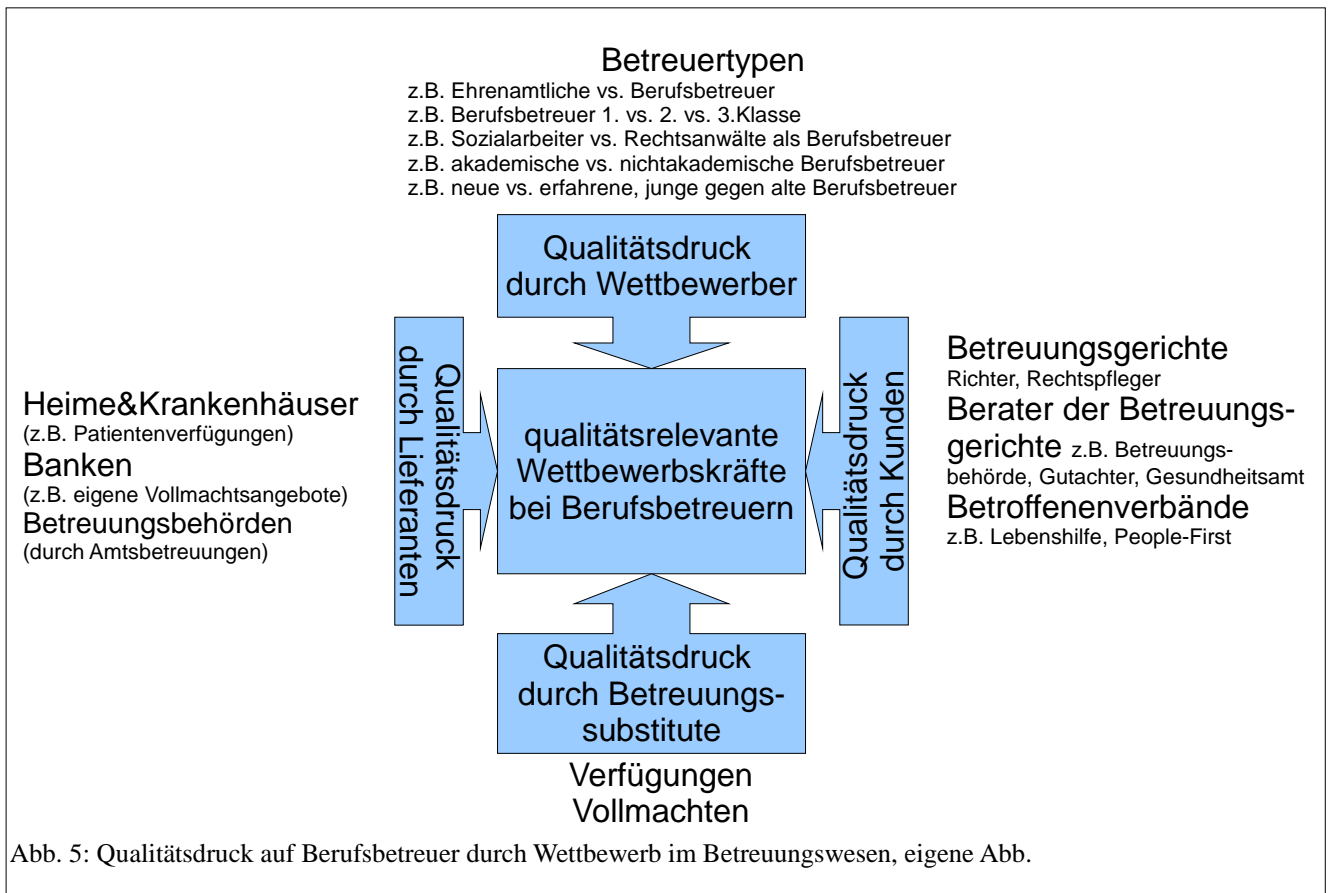 Betreuertypen
z.B. Ehrenamtliche vs. Berufsbetreuer
z.B. Berufsbetreuer 1. vs. 2. vs. 3.Klasse
z.B. Sozialarbeiter vs. Rechtsanwälte als Berufsbetreuer
z.B. akademische vs. nichtakademische Berufsbetreuer
z.B. neue vs. erfahrene, junge gegen alte Berufsbetreuer
Qualitätsdruck
durch Wettbewerber
Heime&Krankenhäuser
(z.B. Patientenverfügungen)
Banken
(z.B. eigene Vollmachtsangebote)
Betreuungsbehörden
(durch Amtsbetreuungen)
Qualitätsdruck
durch Lieferanten
qualitätsrelevante
Wettbewerbskräfte
bei Berufsbetreuern
Qualitätsdruck
durch Kunden
Betreuungsgerichte
Richter, Rechtspfleger
Berater der Betreuungs-
gerichte z.B. Betreuungs-
behörde, Gutachter, Gesundheitsamt
Betroffenenverbände
z.B. Lebenshilfe, People-First
Qualitätsdruck
durch Betreuungs-
substitute
Verfügungen
Vollmachten
Abb. 5: Qualitätsdruck auf Berufsbetreuer durch Wettbewerb im Betreuungswesen, eigene Abb.